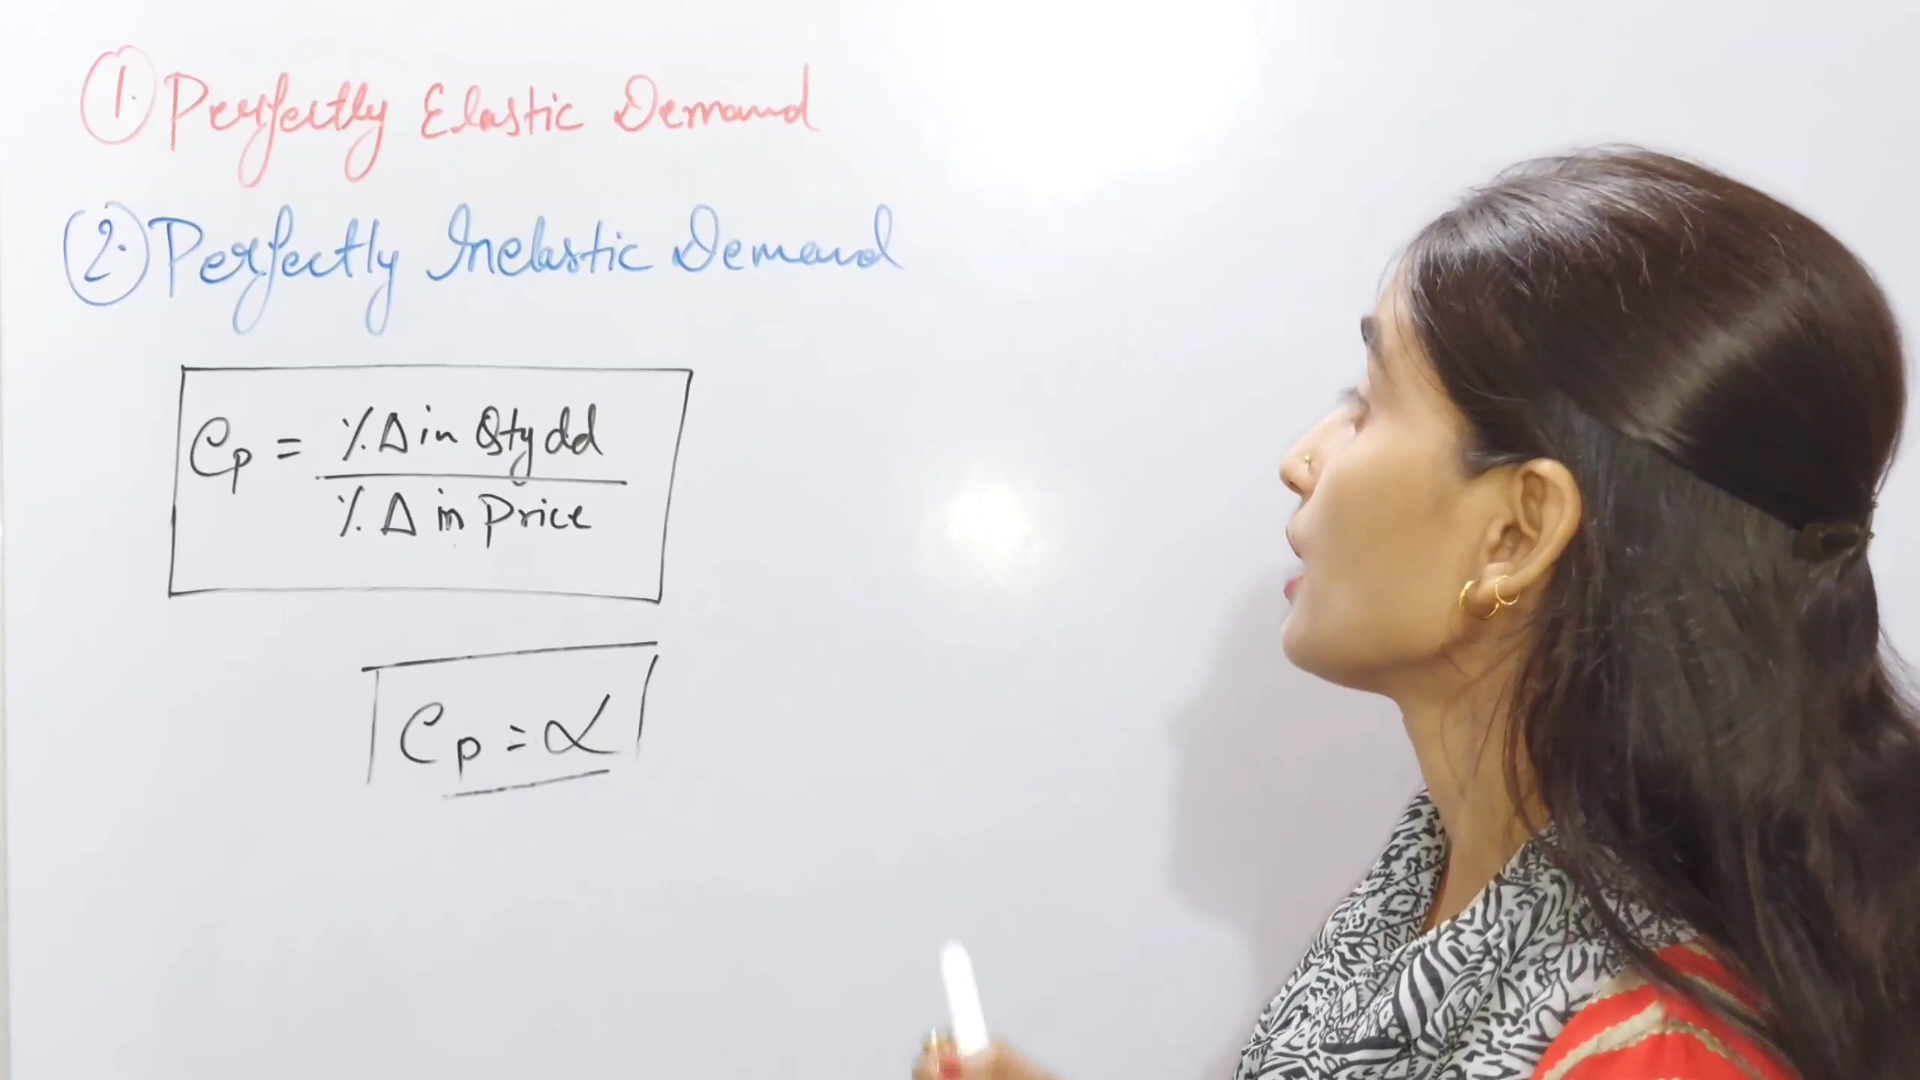 1. Perfectly Elastic Demand
2. Perfectly Inelastic Demand
ep = % Δ in Qty dd
% Δ in Price
ep = ∝